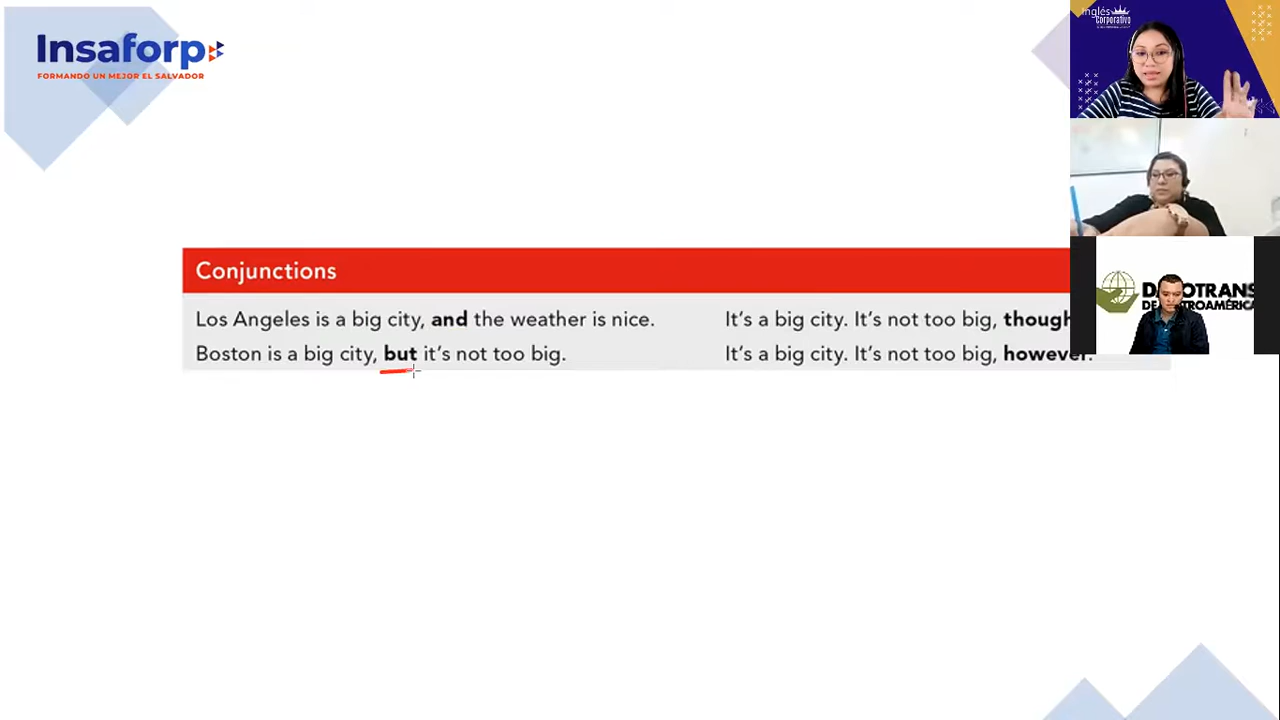 Insaforp
FORMANDO UN MEJOR EL SALVADOR
Inglés
Corporativo
Conjunctions
Los Angeles is a big city, and the weather is nice.
It's a big city. It's not too big, though
Boston is a big city, but it's not too big.
It's a big city. It's not too big, however.